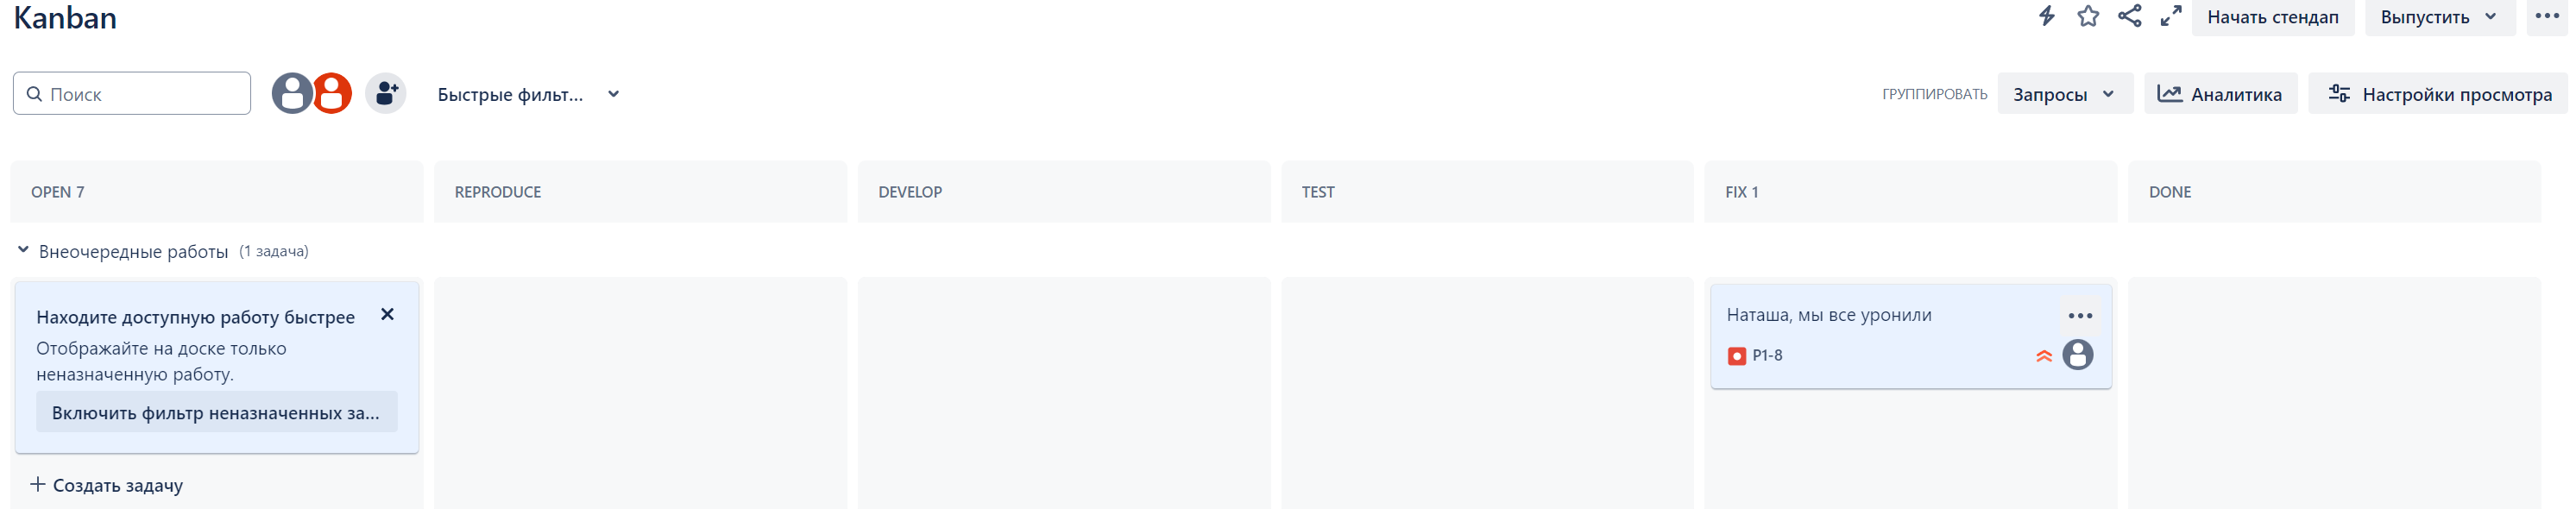 Kanban
Начать стендап
Выпустить
Поиск
Быстрые фильт...
ГРУППИРОВАТЬ
Запросы
Аналитика
Настройки просмотра
OPEN 7
REPRODUCE
DEVELOP
TEST
FIX 1
DONE
Внеочередные работы (1 задача)
Находите доступную работу быстрее
Отображайте на доске только
неназначенную работу.
Включить фильтр неназначенных за...
Создать задачу
Наташа, мы все уронили
P1-8